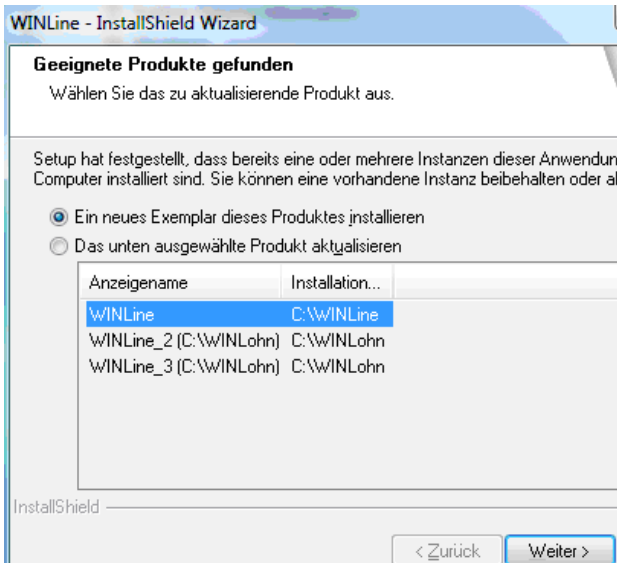 WINLine - InstallShield Wizard
Geeignete Produkte gefunden
Wählen Sie das zu aktualisierende Produkt aus.
Setup hat festgestellt, dass bereits eine oder mehrere Instanzen dieser Anwendun
Computer installiert sind. Sie können eine vorhandene Instanz beibehalten oder a
Ein neues Exemplar dieses Produktes installieren
Das unten ausgewählte Produkt aktualisieren
Anzeigename Installation...
WINLine C:\WINLine
WINLine_2 (C:\WINLohn) C:\WINLohn
WINLine_3 (C:\WINLohn) C:\WINLohn
InstallShield
< Zurück Weiter >